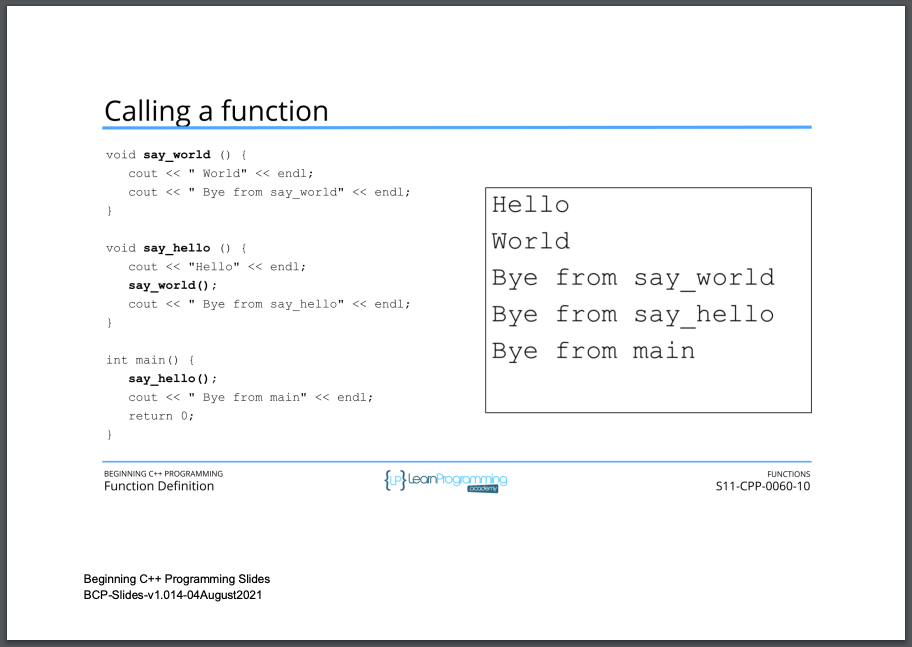 Calling a function
void say_world () {
cout << " World" << endl;
cout << " Bye from say_world" << endl;
}
void say_hello () {
cout << "Hello" << endl;
say_world();
cout << " Bye from say_hello" << endl;
}
int main() {
say_hello();
cout << " Bye from main" << endl;
return 0;
}
Hello
World
Bye from say_world
Bye from say_hello
Bye from main
BEGINNING C++ PROGRAMMING
Function Definition
{LP} LearnProgramming
academy
FUNCTIONS
S11-CPP-0060-10
Beginning C++ Programming Slides
BCP-Slides-v1.014-04August2021